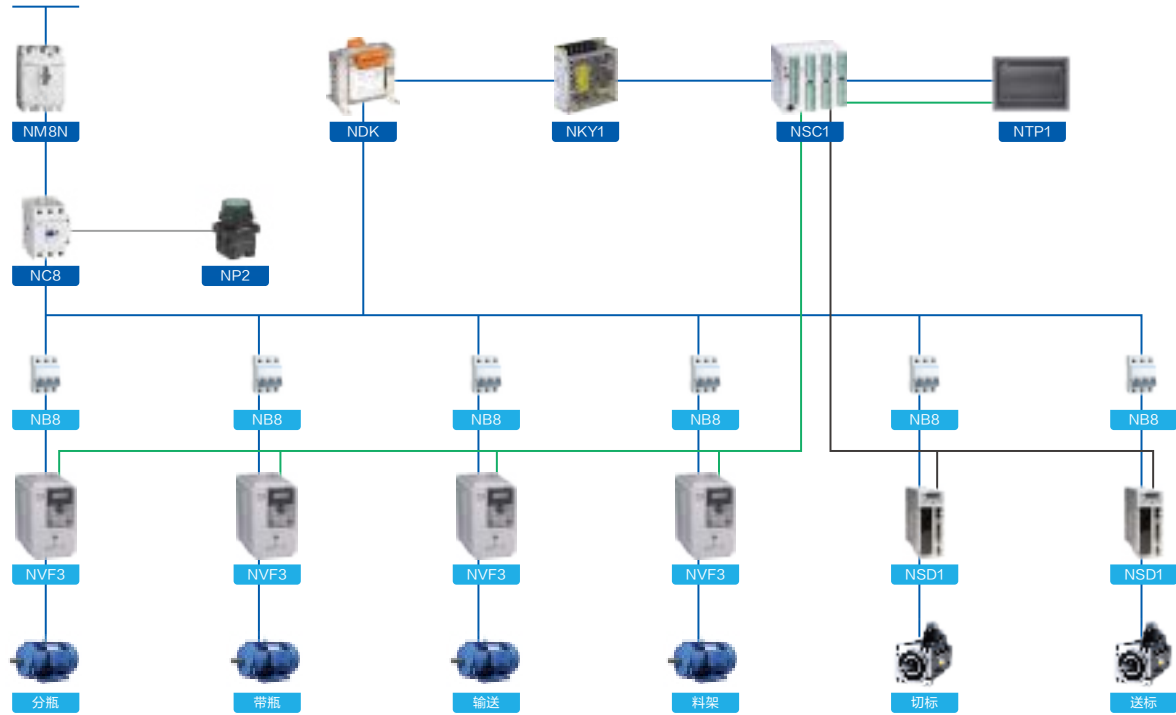 NM8N
NDK
NKY1
NSC1
NTP1
NC8
NP2
NB8
NB8
NB8
NB8
NB8
NB8
NVF3
NVF3
NVF3
NVF3
NSD1
NSD1
分瓶
带瓶
输送
料架
切标
送标